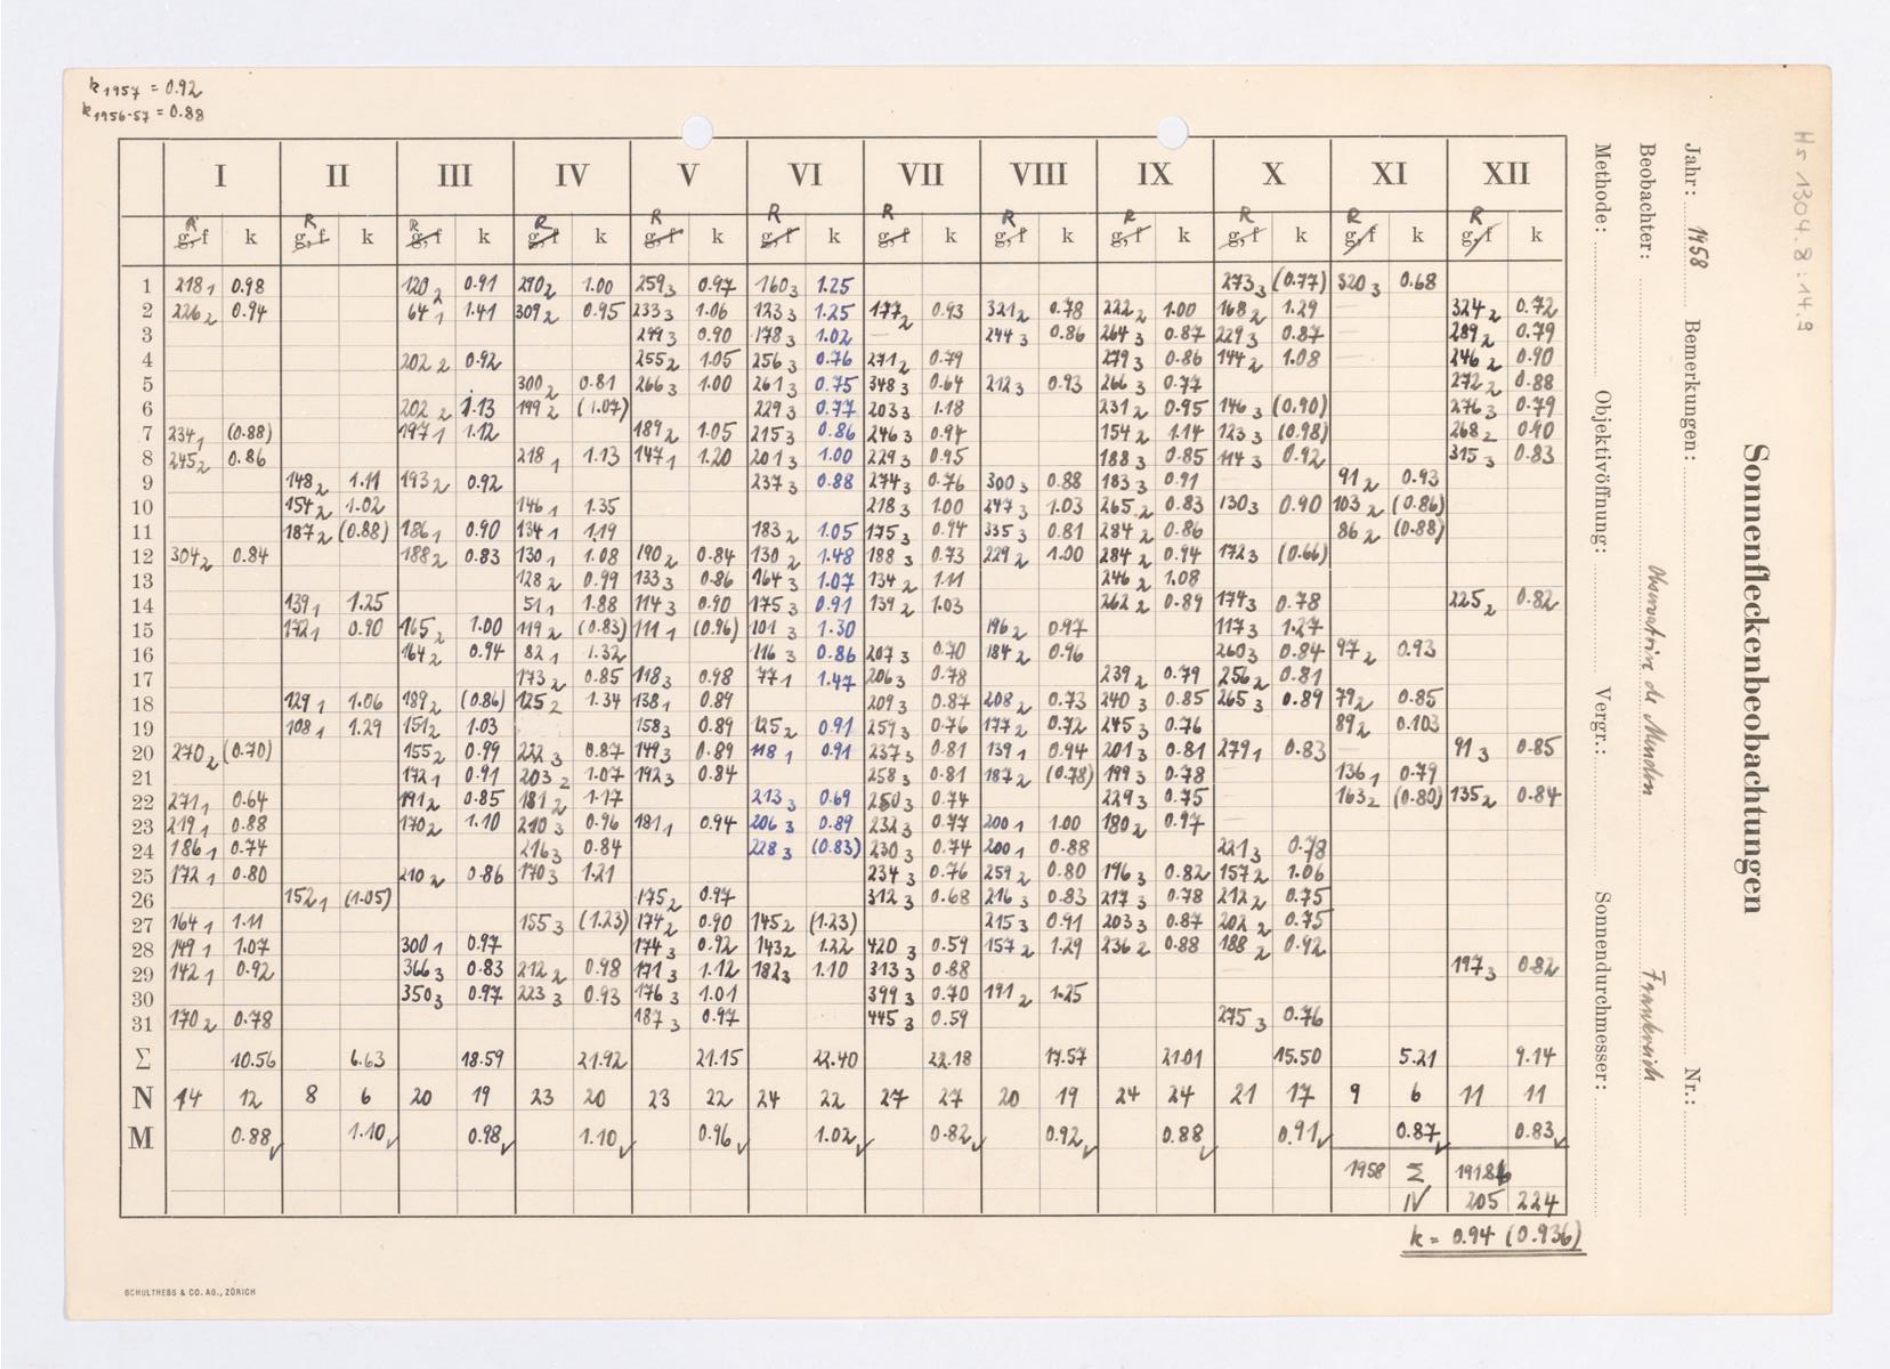 k 1957 = 0.92
k 1956-57 = 0.88
Hs 1304.8:14.9
Sonnenfleckenbeobachtungen
Jahr: 1958 Bemerkungen: Nr.:
Beobachter: Observatoire de Meudon Frankreich
Methode: Objektivöffnung: Vergr.: Sonnendurchmesser:
I II III IV V VI VII VIII IX X XI XII
R R R R R R R R R R R R
g, f k g, f k g, f k g, f k g, f k g, f k g, f k g, f k g, f k g, f k g, f k g, f k
1 218 1 0.98 120 2 0.91 290 2 1.00 259 3 0.97 160 3 1.25 273 3 (0.77) 320 3 0.68
2 226 2 0.94 64 1 1.41 309 2 0.95 233 3 1.06 123 3 1.25 177 2 0.93 321 2 0.78 222 2 1.00 168 2 1.29 324 2 0.72
3 299 3 0.90 178 3 1.02 244 3 0.86 264 3 0.87 229 3 0.87 289 2 0.79
4 202 2 0.92 255 2 1.05 256 3 0.76 271 2 0.79 279 3 0.86 144 2 1.08 246 2 0.90
5 300 2 0.81 266 3 1.00 261 3 0.75 348 3 0.64 212 3 0.93 266 3 0.77 272 2 0.88
6 202 2 1.13 199 2 (1.07) 229 3 0.77 203 3 1.18 231 2 0.95 146 3 (0.90) 276 3 0.79
7 234 1 (0.88) 197 1 1.12 189 2 1.05 215 3 0.86 246 3 0.94 154 2 1.14 123 3 (0.98) 268 2 0.90
8 245 2 0.86 218 1 1.13 147 1 1.20 201 3 1.00 229 3 0.95 188 3 0.85 114 3 0.92 315 3 0.83
9 148 2 1.11 193 2 0.92 237 3 0.88 274 3 0.76 300 3 0.88 183 3 0.91 91 2 0.93
10 154 2 1.02 146 1 1.35 218 3 1.00 247 3 1.03 265 2 0.83 130 3 0.90 103 2 (0.86)
11 187 2 (0.88) 186 1 0.90 134 1 1.19 183 2 1.05 175 3 0.94 335 3 0.81 284 2 0.86 86 2 (0.88)
12 304 2 0.84 188 2 0.83 130 1 1.08 190 2 0.84 130 2 1.48 188 3 0.73 229 2 1.00 284 2 0.94 172 3 (0.66)
13 128 2 0.99 133 3 0.86 164 3 1.07 134 2 1.11 246 2 1.08
14 139 1 1.25 51 1 1.88 114 3 0.90 175 3 0.91 139 2 1.03 262 2 0.89 174 3 0.78 225 2 0.82
15 172 1 0.90 165 2 1.00 119 2 (0.83) 111 1 (0.96) 101 3 1.30 196 2 0.97 117 3 1.27
16 164 2 0.94 82 1 1.32 116 3 0.86 207 3 0.70 184 2 0.96 260 3 0.84 97 2 0.93
17 173 2 0.85 118 3 0.98 77 1 1.47 206 3 0.78 239 2 0.79 256 2 0.81
18 129 1 1.06 189 2 (0.86) 125 2 1.34 138 1 0.89 209 3 0.87 208 2 0.73 240 3 0.85 265 3 0.89 79 2 0.85
19 108 1 1.29 151 2 1.03 158 3 0.89 125 2 0.91 259 3 0.76 177 2 0.72 245 3 0.76 89 2 0.103
20 270 2 (0.70) 155 2 0.99 222 3 0.87 149 3 0.89 118 1 0.91 237 3 0.81 139 1 0.94 201 3 0.81 279 1 0.83 91 3 0.85
21 172 1 0.91 203 2 1.07 192 3 0.84 258 3 0.81 187 2 (0.78) 199 3 0.78 136 1 0.79
22 271 1 0.64 191 2 0.85 181 2 1.17 213 3 0.69 250 3 0.74 229 3 0.75 163 2 (0.80) 135 2 0.84
23 219 1 0.88 170 2 1.10 210 3 0.96 181 1 0.94 206 3 0.89 232 3 0.77 200 1 1.00 180 2 0.97
24 186 1 0.74 216 3 0.84 228 3 (0.83) 230 3 0.74 200 1 0.88 221 3 0.78
25 172 1 0.80 210 2 0.86 170 3 1.21 234 3 0.76 259 2 0.80 196 3 0.82 157 2 1.06
26 152 1 (1.05) 175 2 0.97 312 3 0.68 216 3 0.83 217 3 0.78 212 2 0.75
27 164 1 1.11 155 3 (1.23) 174 2 0.90 145 2 (1.23) 215 3 0.91 203 3 0.87 202 2 0.75
28 149 1 1.07 300 1 0.97 174 3 0.92 143 2 1.22 420 3 0.59 157 2 1.29 236 2 0.88 188 2 0.92
29 142 1 0.92 366 3 0.83 212 2 0.98 171 3 1.12 182 3 1.10 313 3 0.88 197 3 0.82
30 350 3 0.97 223 3 0.93 176 3 1.01 399 3 0.70 191 2 1.25
31 170 2 0.78 187 3 0.97 445 3 0.59 275 3 0.76
Σ 10.56 6.63 18.59 21.92 21.15 22.40 22.18 17.57 21.01 15.50 5.21 9.14
N 14 12 8 6 20 19 23 20 23 22 24 22 27 27 20 19 24 24 21 17 9 6 11 11
M 0.88 1.10 0.98 1.10 0.96 1.02 0.82 0.92 0.88 0.91 0.87 0.83
1958 Σ
N 205 224
k = 0.94 (0.936)
SCHULTHESS & CO. AG., ZÜRICH